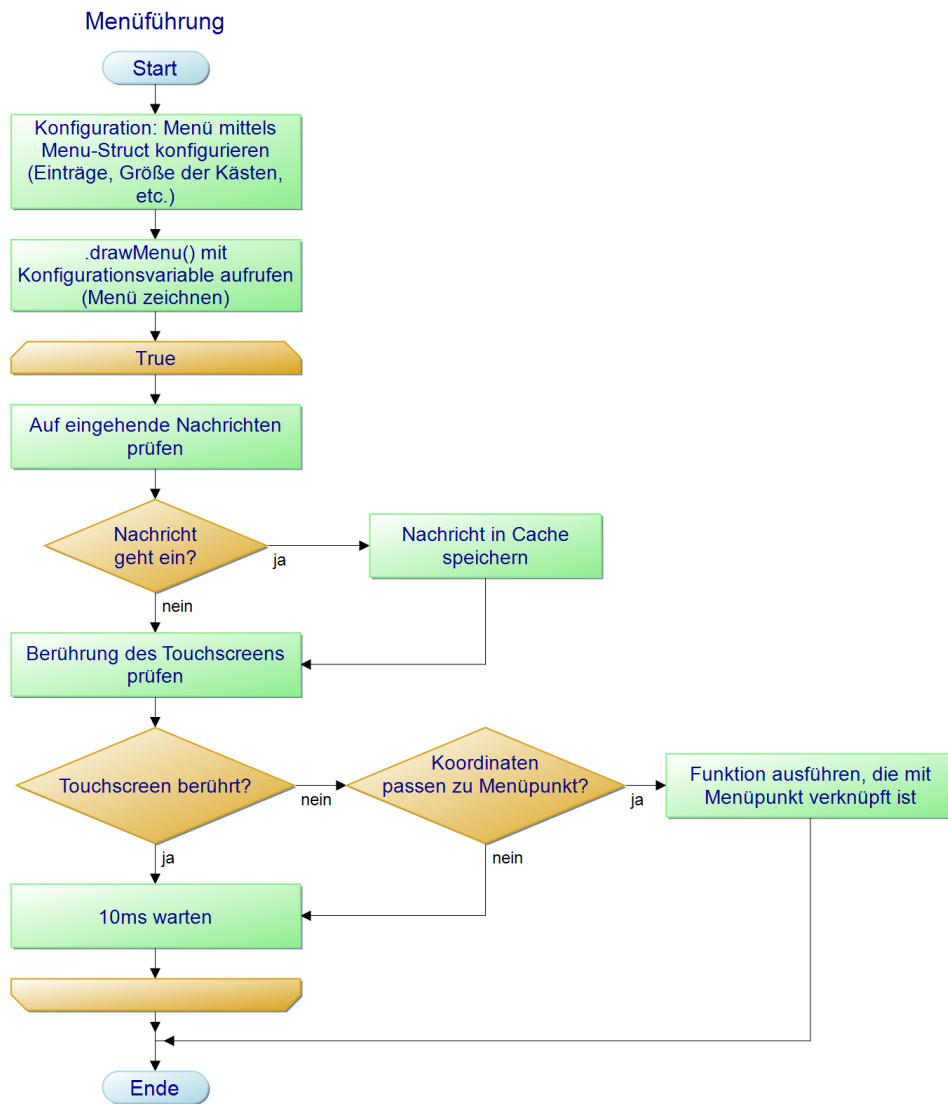 Menüführung
Start
Konfiguration: Menü mittels
Menu-Struct konfigurieren
(Einträge, Größe der Kästen,
etc.)
.drawMenu() mit
Konfigurationsvariable aufrufen
(Menü zeichnen)
True
Auf eingehende Nachrichten
prüfen
Nachricht
geht ein?
ja
Nachricht in Cache
speichern
nein
Berührung des Touchscreens
prüfen
Touchscreen berührt?
nein
Koordinaten
passen zu Menüpunkt?
ja
Funktion ausführen, die mit
Menüpunkt verknüpft ist
ja
nein
10ms warten
Ende